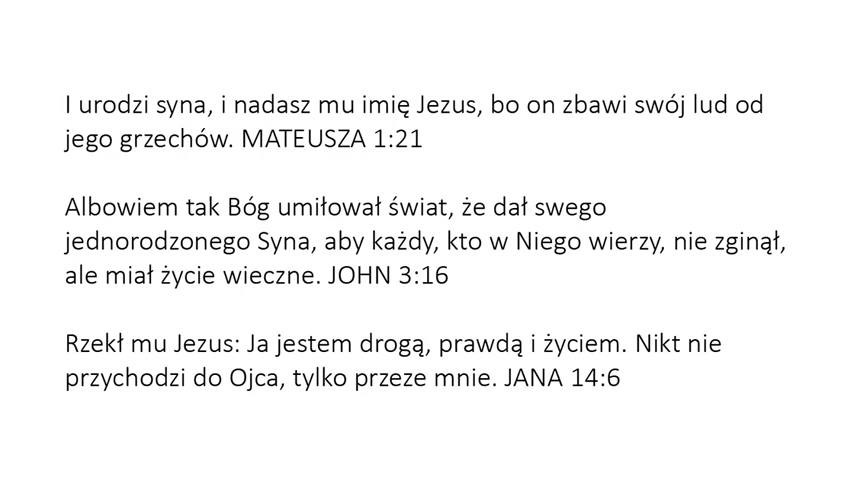 I urodzi syna, i nadasz mu imię Jezus, bo on zbawi swój lud od
jego grzechów. MATEUSZA 1:21
Albowiem tak Bóg umiłował świat, że dał swego
jednorodzonego Syna, aby każdy, kto w Niego wierzy, nie zginął,
ale miał życie wieczne. JOHN 3:16
Rzekł mu Jezus: Ja jestem drogą, prawdą i życiem. Nikt nie
przychodzi do Ojca, tylko przeze mnie. JANA 14:6